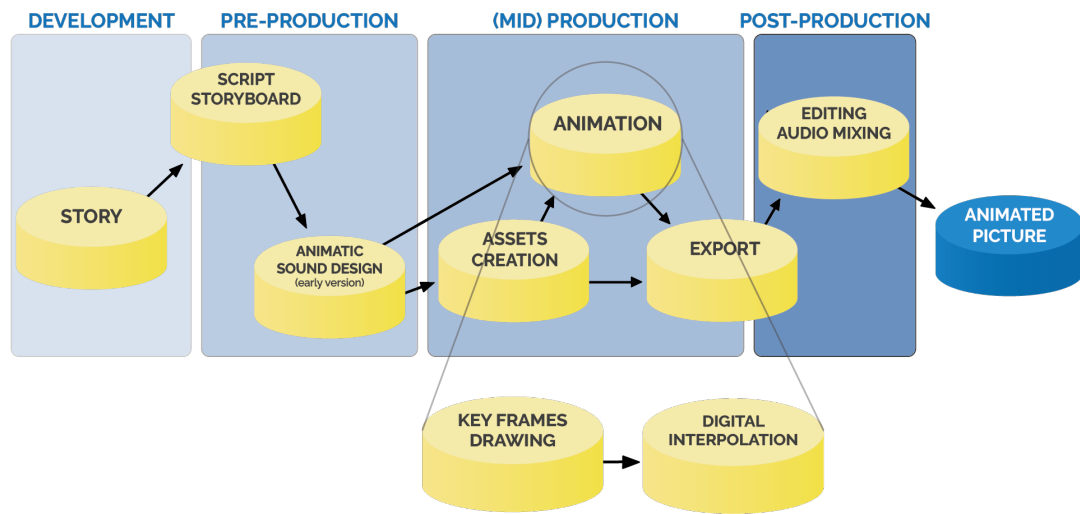 DEVELOPMENT
PRE-PRODUCTION
(MID) PRODUCTION
POST-PRODUCTION
STORY
SCRIPT
STORYBOARD
ANIMATIC
SOUND DESIGN
(early version)
ANIMATION
ASSETS
CREATION
EXPORT
EDITING
AUDIO MIXING
ANIMATED
PICTURE
KEY FRAMES
DRAWING
DIGITAL
INTERPOLATION